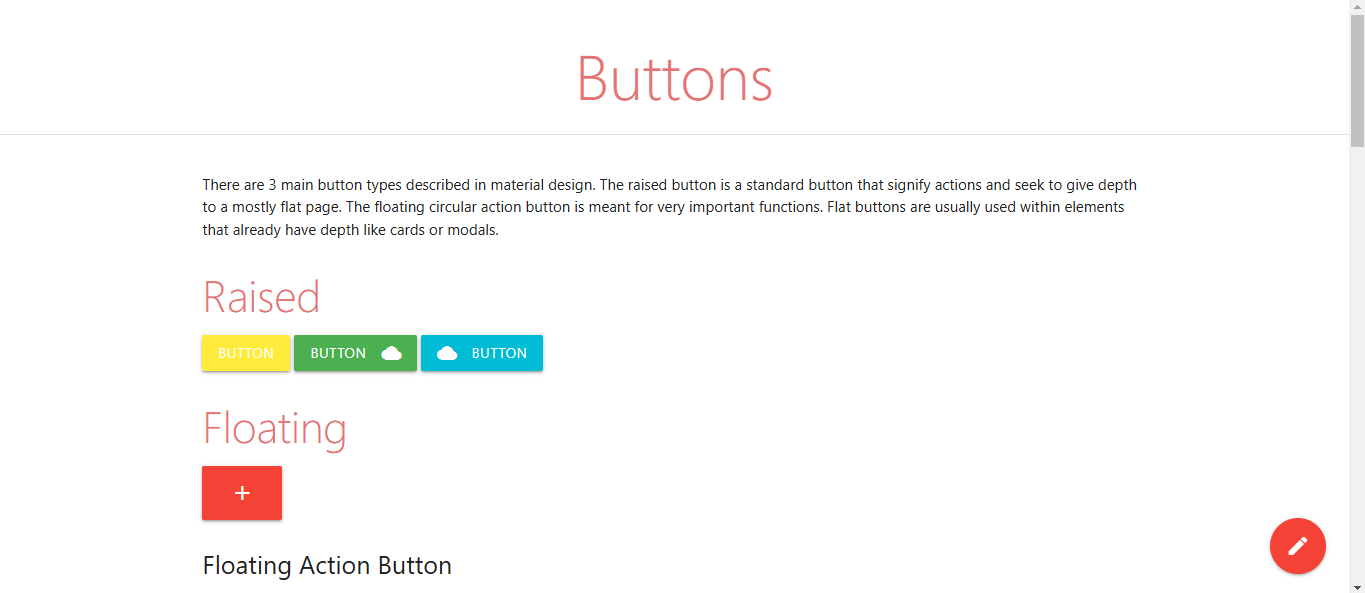 Buttons
There are 3 main button types described in material design. The raised button is a standard button that signify actions and seek to give depth
to a mostly flat page. The floating circular action button is meant for very important functions. Flat buttons are usually used within elements
that already have depth like cards or modals.
Raised
BUTTON BUTTON BUTTON
Floating
+
Floating Action Button